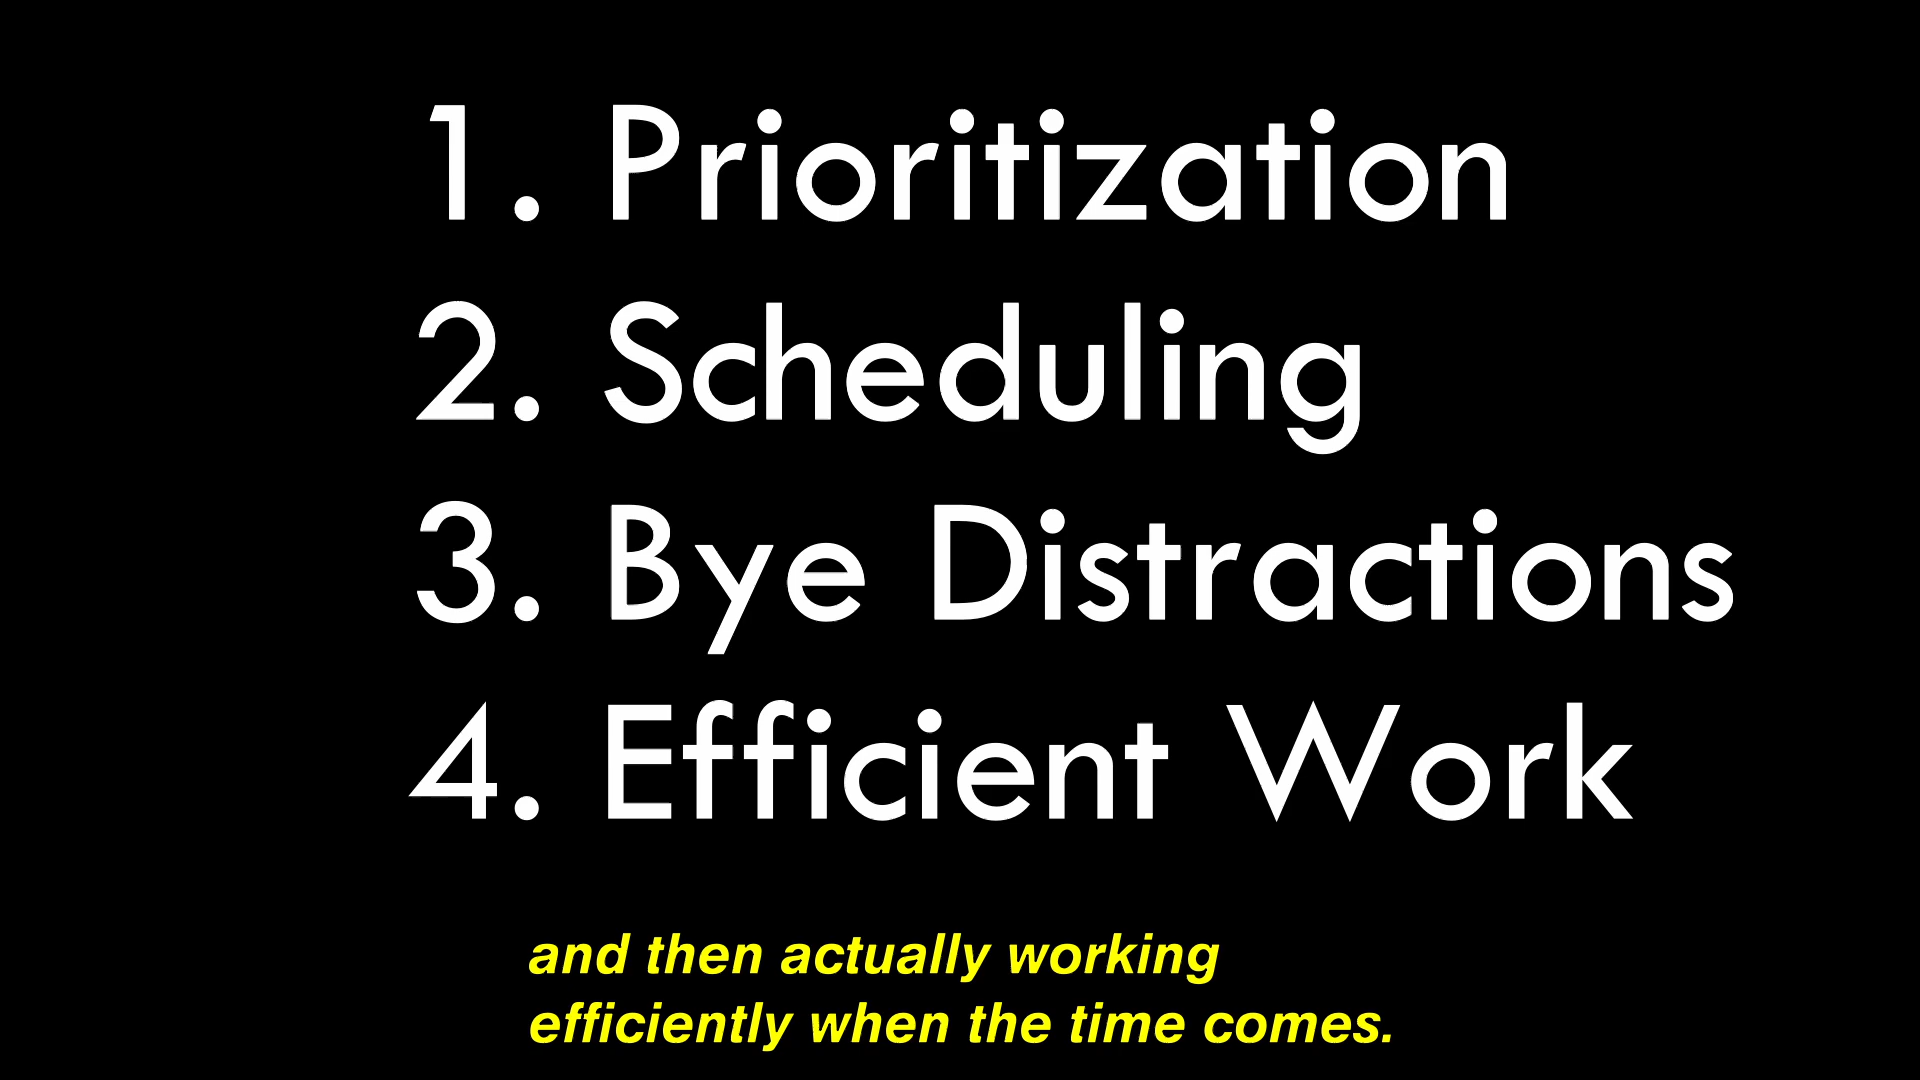 1. Prioritization
2. Scheduling
3. Bye Distractions
4. Efficient Work
and then actually working
efficiently when the time comes.